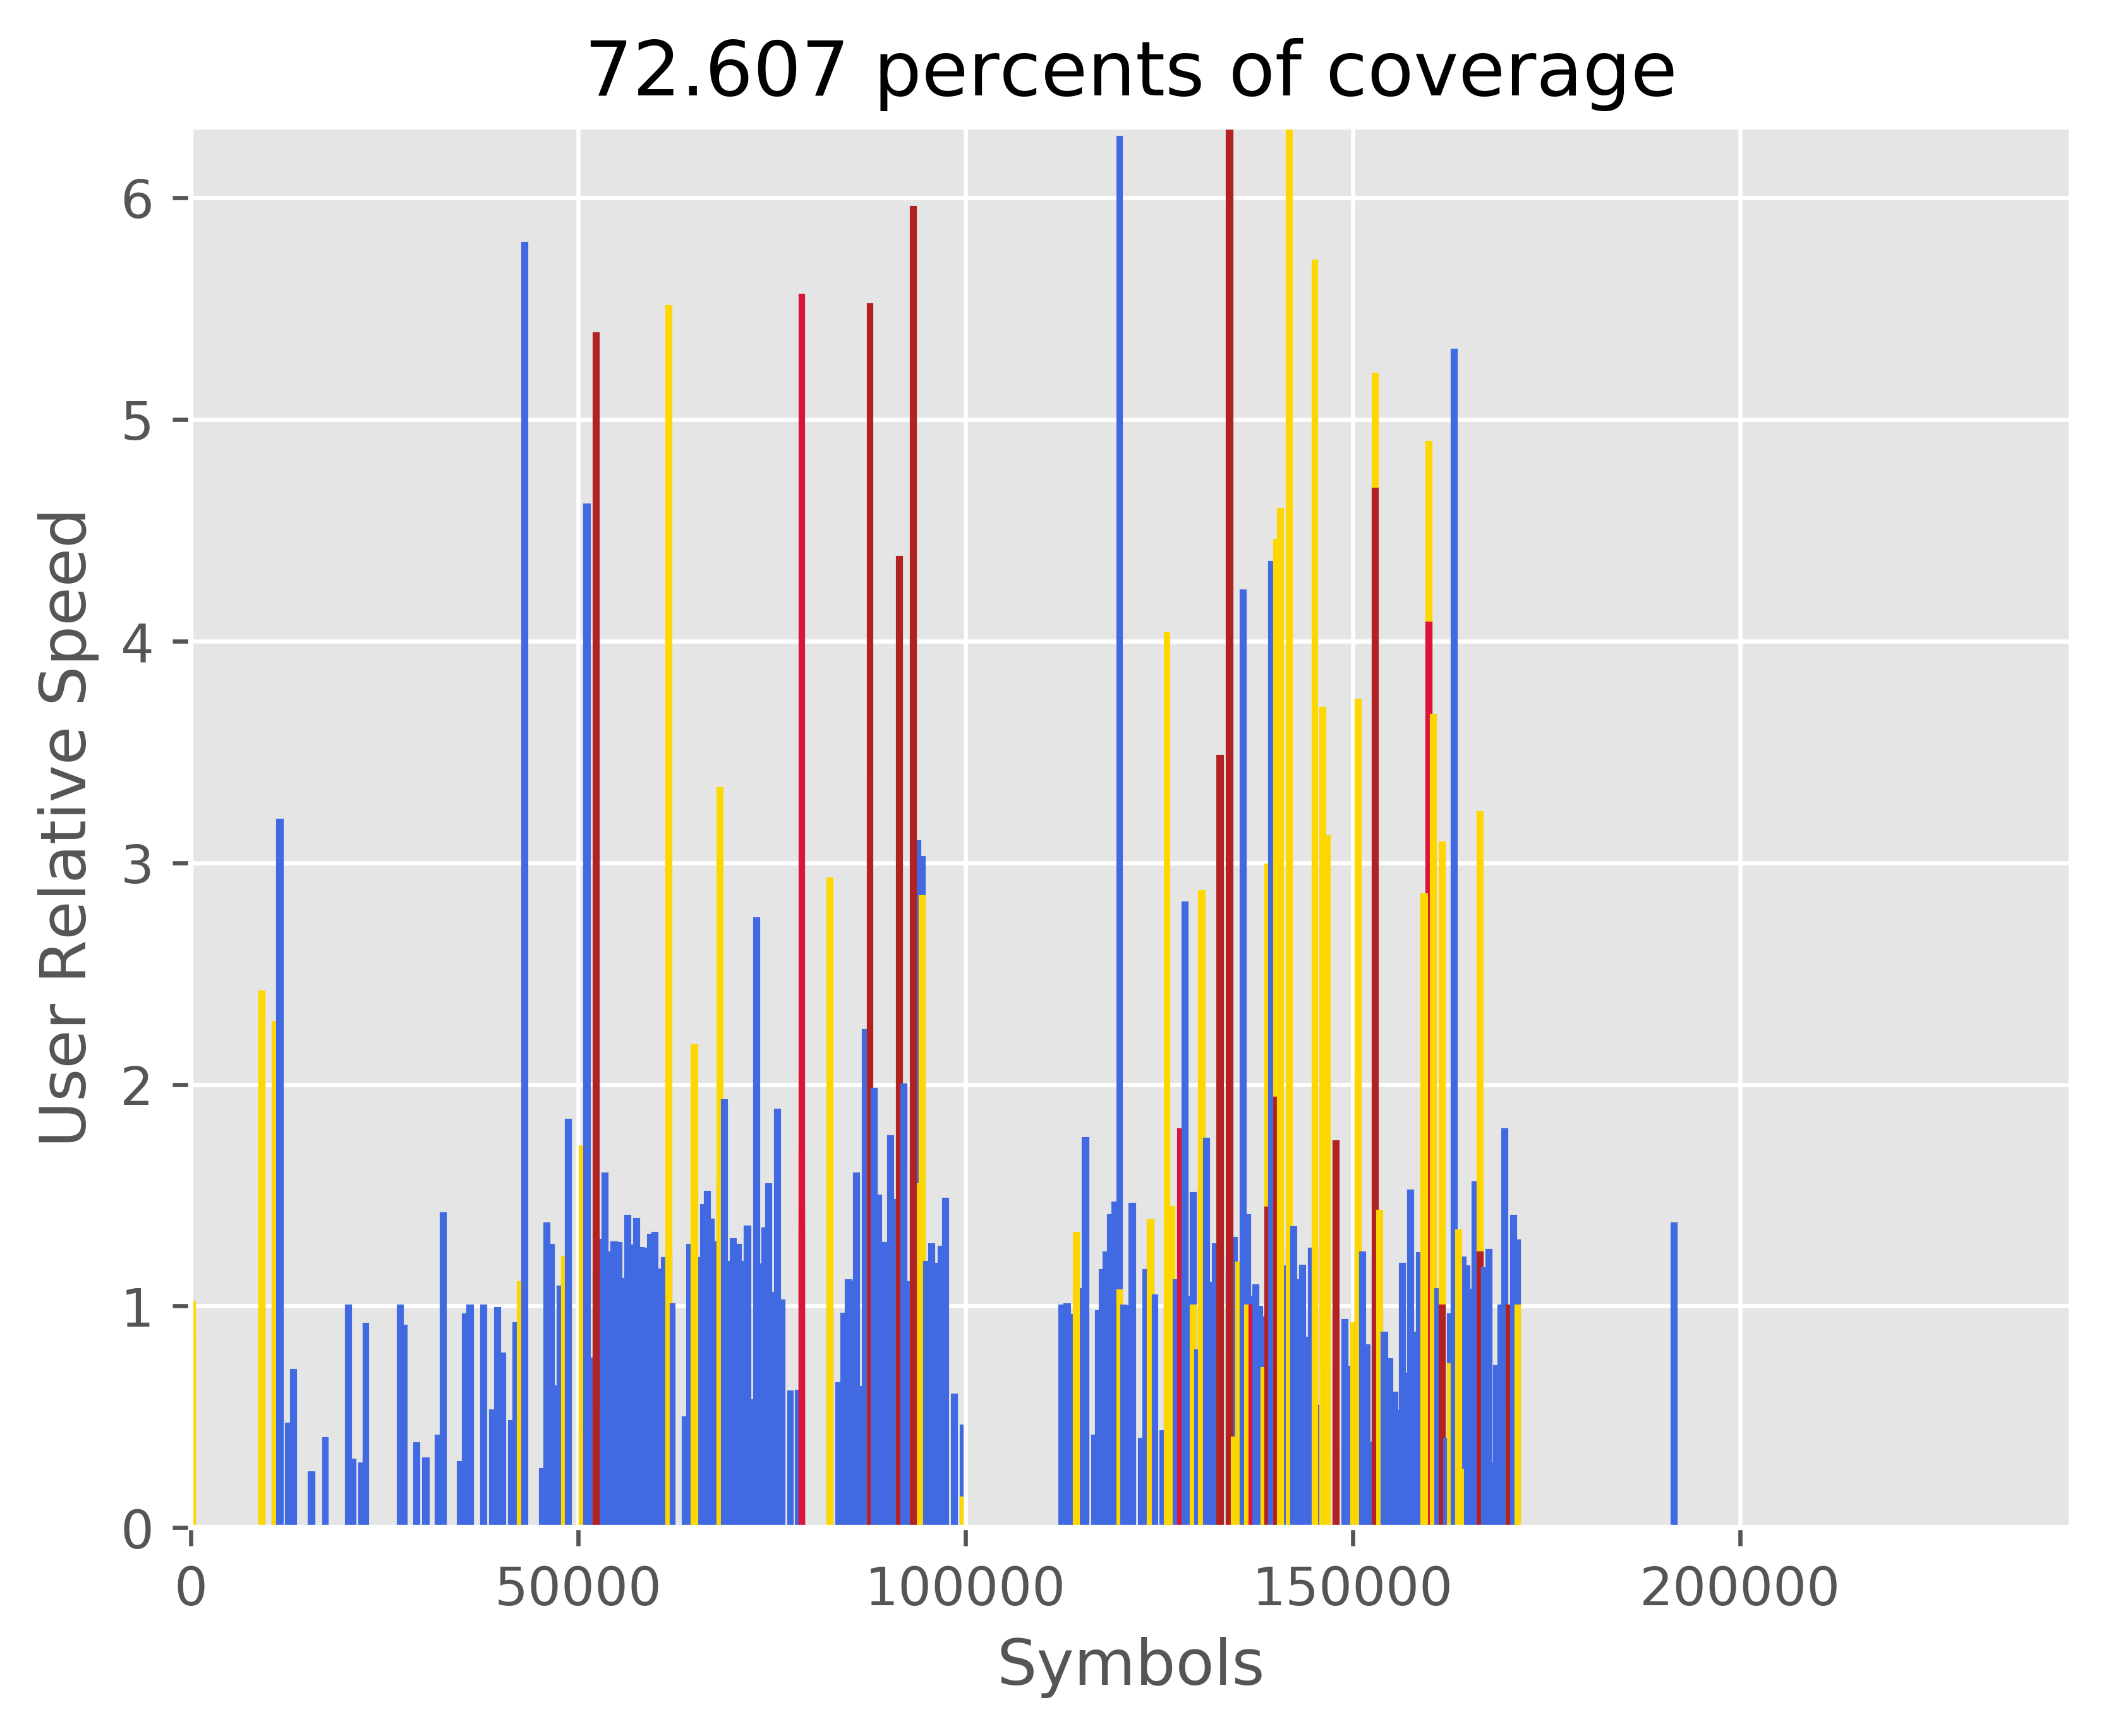 72.607 percents of coverage
6
5
4
3
2
1
0
User Relative Speed
0 50000 100000 150000 200000
Symbols